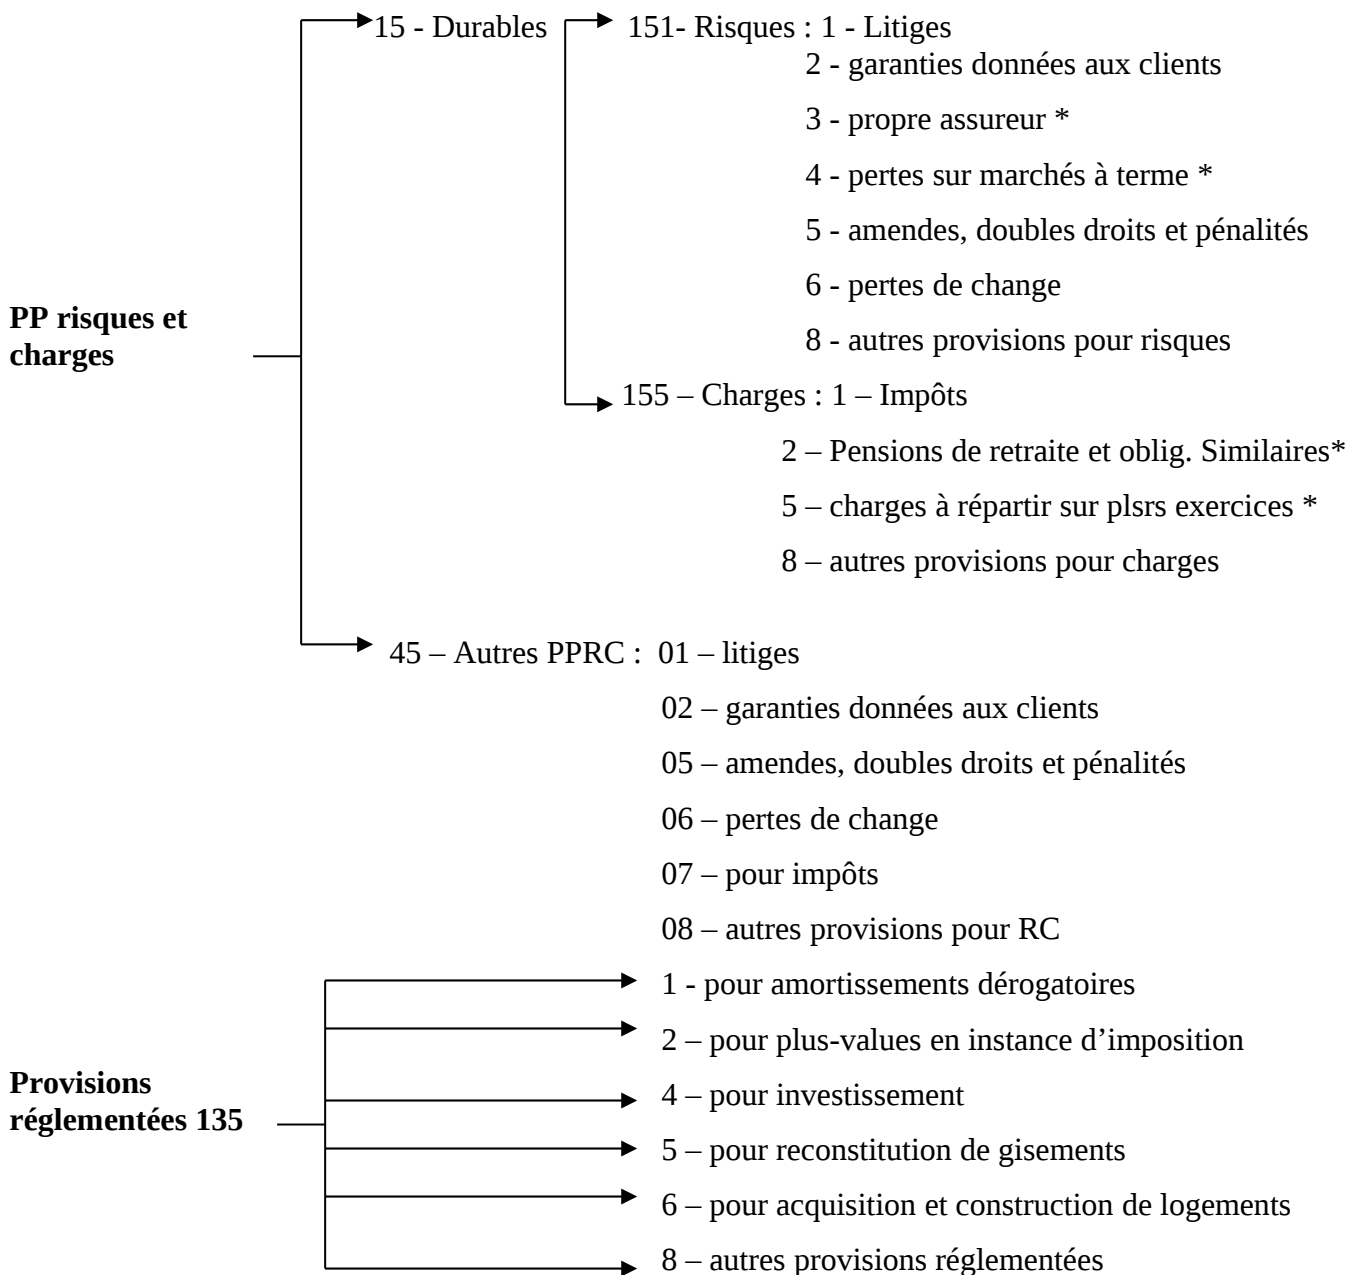 15 - Durables 151- Risques : 1 - Litiges
2 - garanties données aux clients
3 - propre assureur *
4 - pertes sur marchés à terme *
5 - amendes, doubles droits et pénalités
6 - pertes de change
PP risques et
charges
8 - autres provisions pour risques
155 – Charges : 1 – Impôts
2 – Pensions de retraite et oblig. Similaires*
5 – charges à répartir sur plsrs exercices *
8 – autres provisions pour charges
45 – Autres PPRC : 01 – litiges
02 – garanties données aux clients
05 – amendes, doubles droits et pénalités
06 – pertes de change
07 – pour impôts
08 – autres provisions pour RC
Provisions
réglementées 135
1 - pour amortissements dérogatoires
2 – pour plus-values en instance d’imposition
4 – pour investissement
5 – pour reconstitution de gisements
6 – pour acquisition et construction de logements
8 – autres provisions réglementées